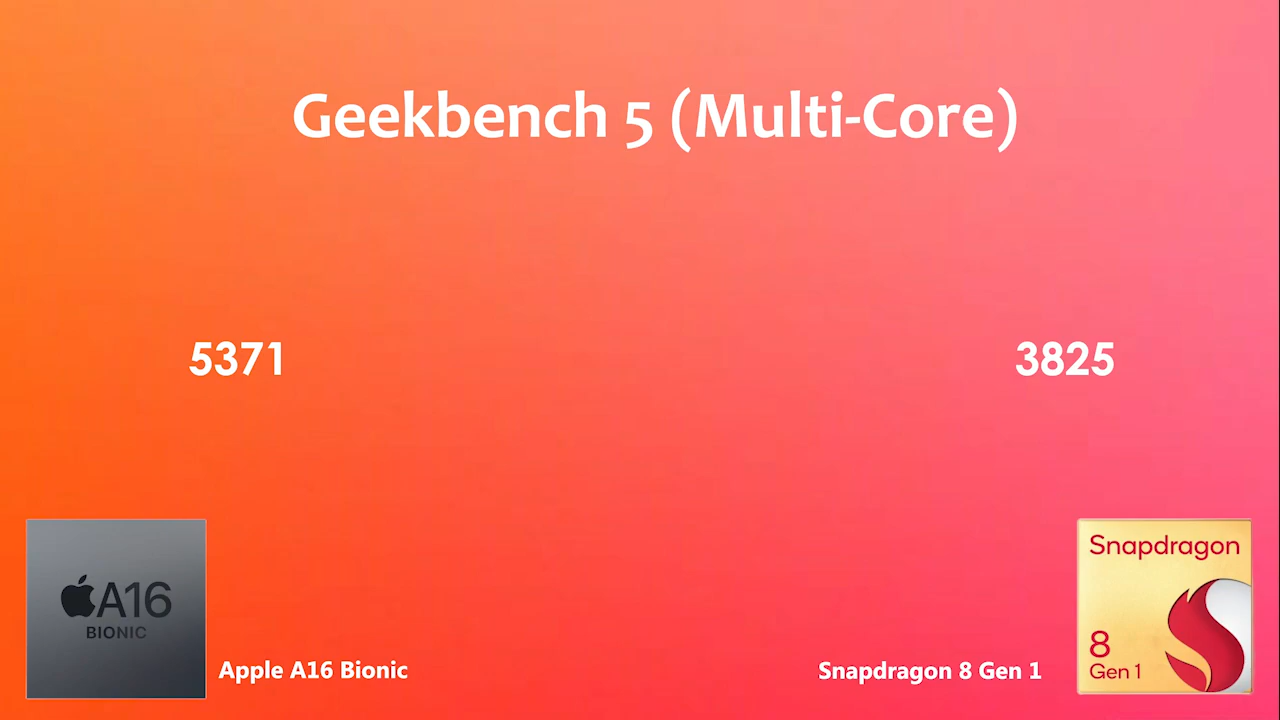 Geekbench 5 (Multi-Core)
5371
3825
A16
BIONIC
Apple A16 Bionic
Snapdragon 8 Gen 1
Snapdragon
8
Gen 1